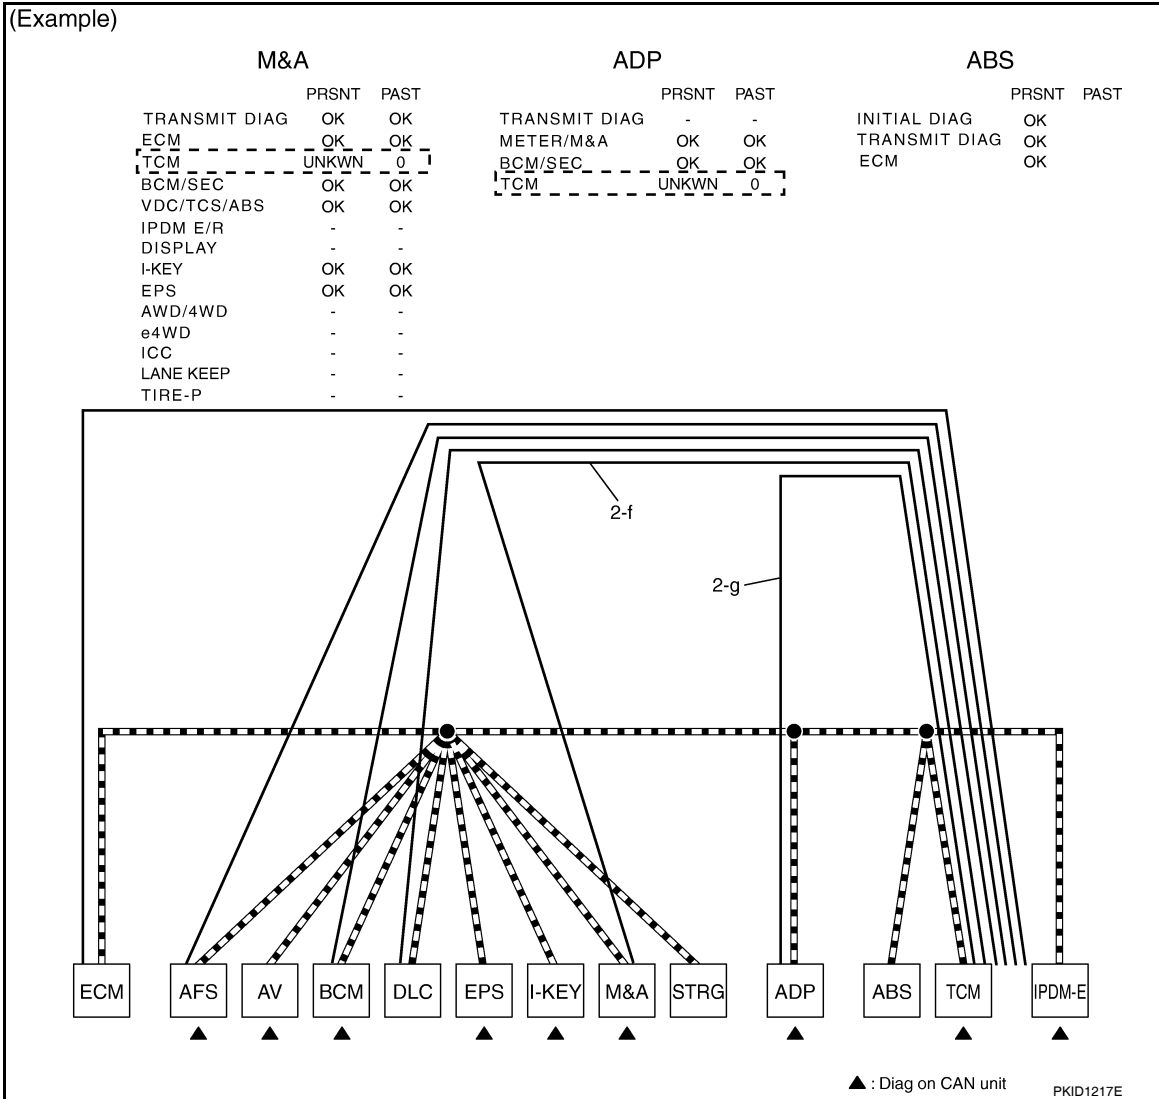 (Example)
M&A
PRSNT PAST
TRANSMIT DIAG OK OK
ECM OK OK
TCM UNKWN 0
BCM/SEC OK OK
VDC/TCS/ABS OK OK
IPDM E/R - -
DISPLAY - -
I-KEY OK OK
EPS OK OK
AWD/4WD - -
e4WD - -
ICC - -
LANE KEEP - -
TIRE-P - -
ADP
PRSNT PAST
TRANSMIT DIAG - -
METER/M&A OK OK
BCM/SEC OK OK
TCM UNKWN 0
ABS
PRSNT PAST
INITIAL DIAG OK
TRANSMIT DIAG OK
ECM OK
2-f
2-g
ECM AFS AV BCM DLC EPS I-KEY M&A STRG ADP ABS TCM IPDM-E
▲ : Diag on CAN unit
PKID1217E